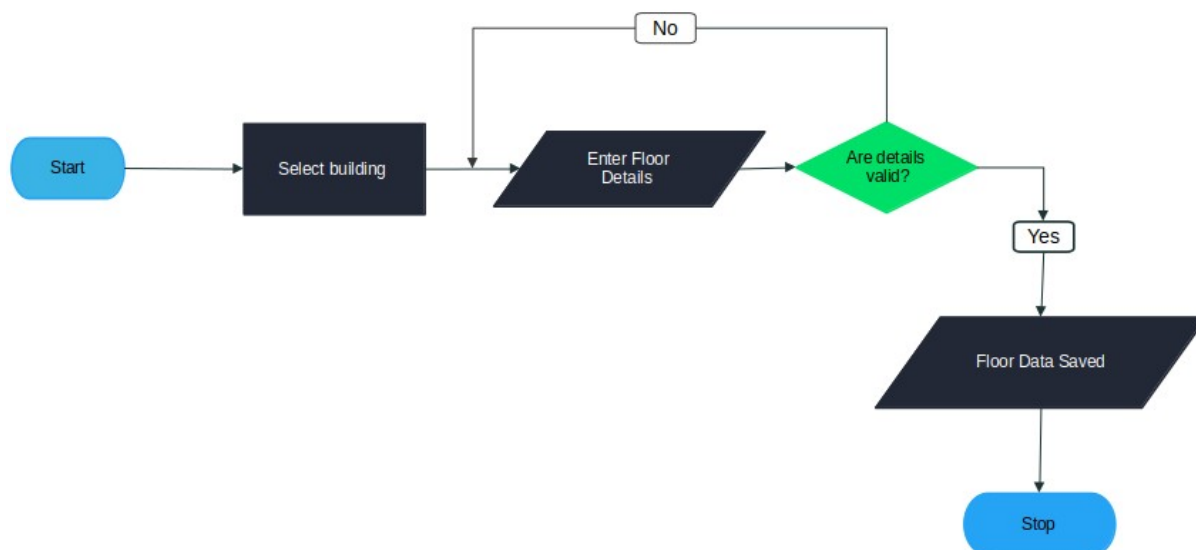 No
Start
Select building
Enter Floor
Details
Are details
valid?
Yes
Floor Data Saved
Stop